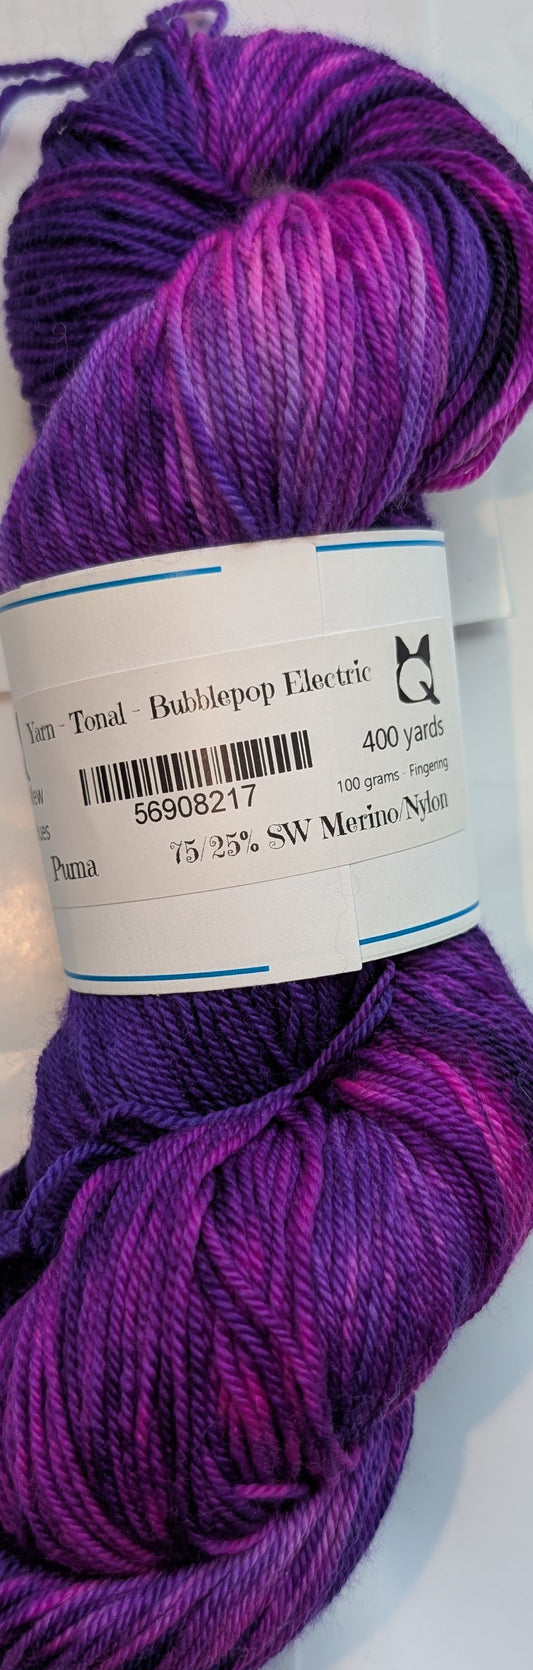 Yarn - Tonal - Bubblepop Electric
Q
400 yards
56908217
100 grams - Fingering
Puma
75/25% SW Merino/Nylon